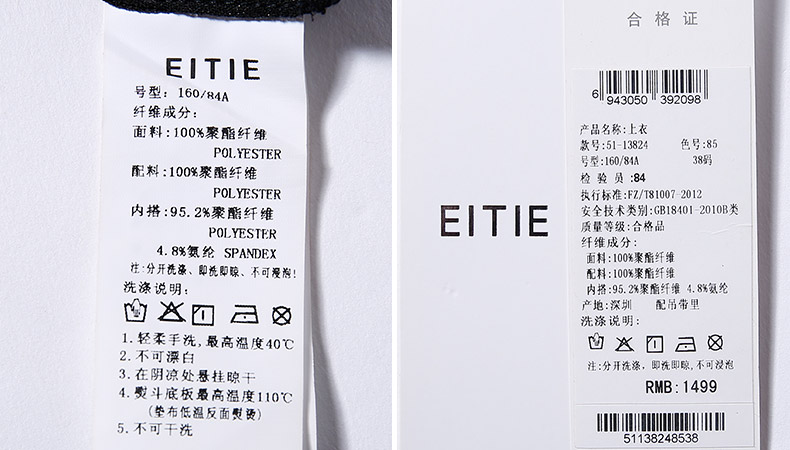 EITIE
号型: 160/84A
纤维成分:
面料:100%聚酯纤维
POLYESTER
配料:100%聚酯纤维
POLYESTER
内搭:95.2%聚酯纤维
POLYESTER
4.8%氨纶 SPANDEX
注:分开洗涤、即洗即晾、不可浸泡!
洗涤说明:
1.轻柔手洗,最高温度40℃
2.不可漂白
3.在阴凉处悬挂晾干
4.熨斗底板最高温度110℃
(垫布低温反面熨烫)
5.不可干洗
EITIE
合格证
6 943050 392098
产品名称:上衣
款号:51-13824 色号:85
号型:160/84A 38码
检验员:84
执行标准:FZ/T81007-2012
安全技术类别:GB18401-2010B类
质量等级:合格品
纤维成分:
面料:100%聚酯纤维
配料:100%聚酯纤维
内搭:95.2%聚酯纤维 4.8%氨纶
产地:深圳 配吊带里
洗涤说明:
注:分开洗涤，即洗即晾,不可浸泡
RMB:1499
51138248538